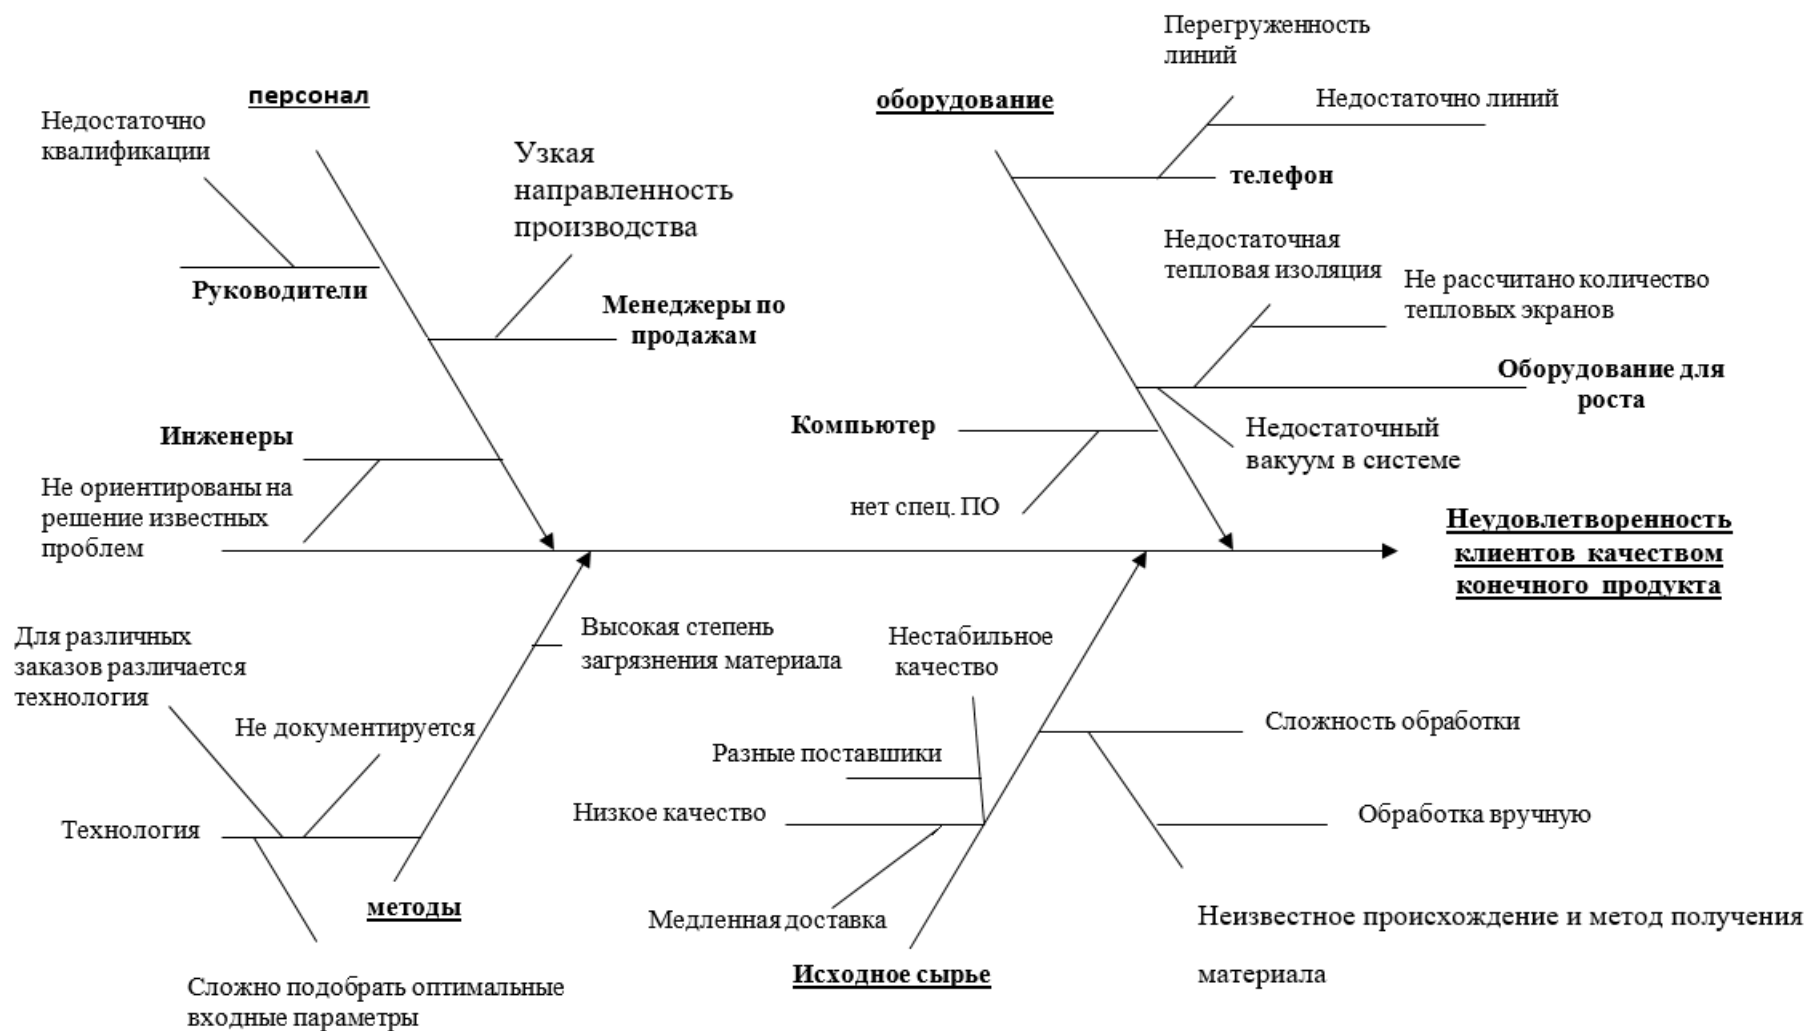 Перегруженность
линий
персонал
оборудование
Недостаточно линий
Недостаточно
квалификации
Узкая
направленность
производства
телефон
Недостаточная
тепловая изоляция
Не рассчитано количество
тепловых экранов
Руководители
Менеджеры по
продажам
Оборудование для
роста
Инженеры
Компьютер
Недостаточный
вакуум в системе
Не ориентированы на
решение известных
проблем
нет спец. ПО
Неудовлетворенность
клиентов качеством
конечного продукта
Для различных
заказов различается
технология
Высокая степень
загрязнения материала
Нестабильное
качество
Не документируется
Сложность обработки
Разные поставшики
Низкое качество
Обработка вручную
Технология
методы
Медленная доставка
Неизвестное происхождение и метод получения
материала
Исходное сырье
Сложно подобрать оптимальные
входные параметры